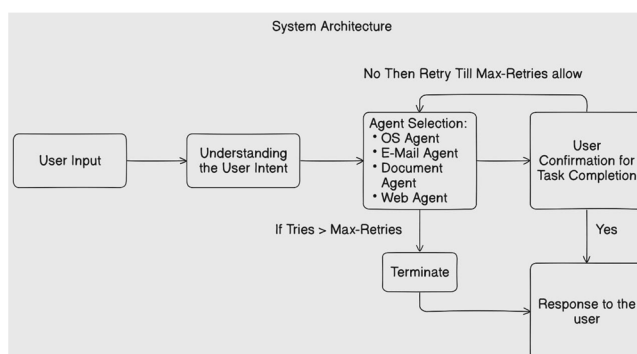 System Architecture
No Then Retry Till Max-Retries allow
User Input
Understanding
the User Intent
Agent Selection:
• OS Agent
• E-Mail Agent
• Document
Agent
• Web Agent
User
Confirmation for
Task Completion
If Tries > Max-Retries
Yes
Terminate
Response to the
user